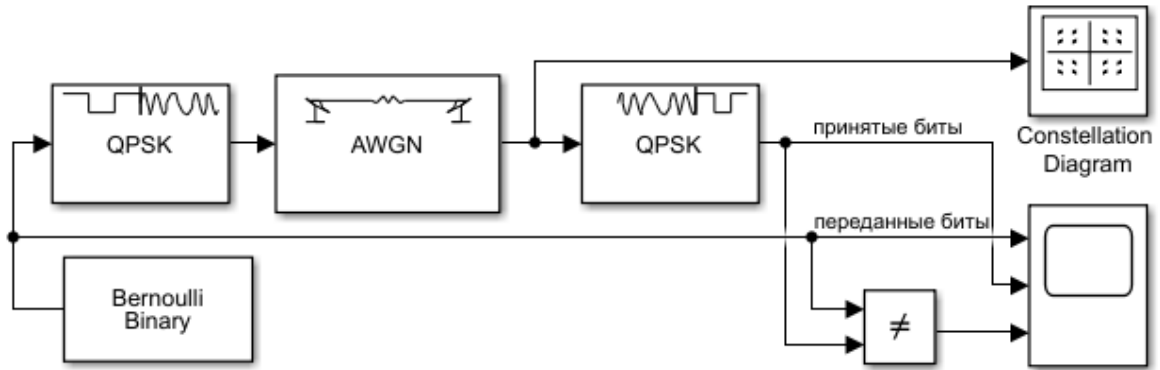 QPSK
AWGN
QPSK
принятые биты
Constellation
Diagram
переданные биты
Bernoulli
Binary
≠